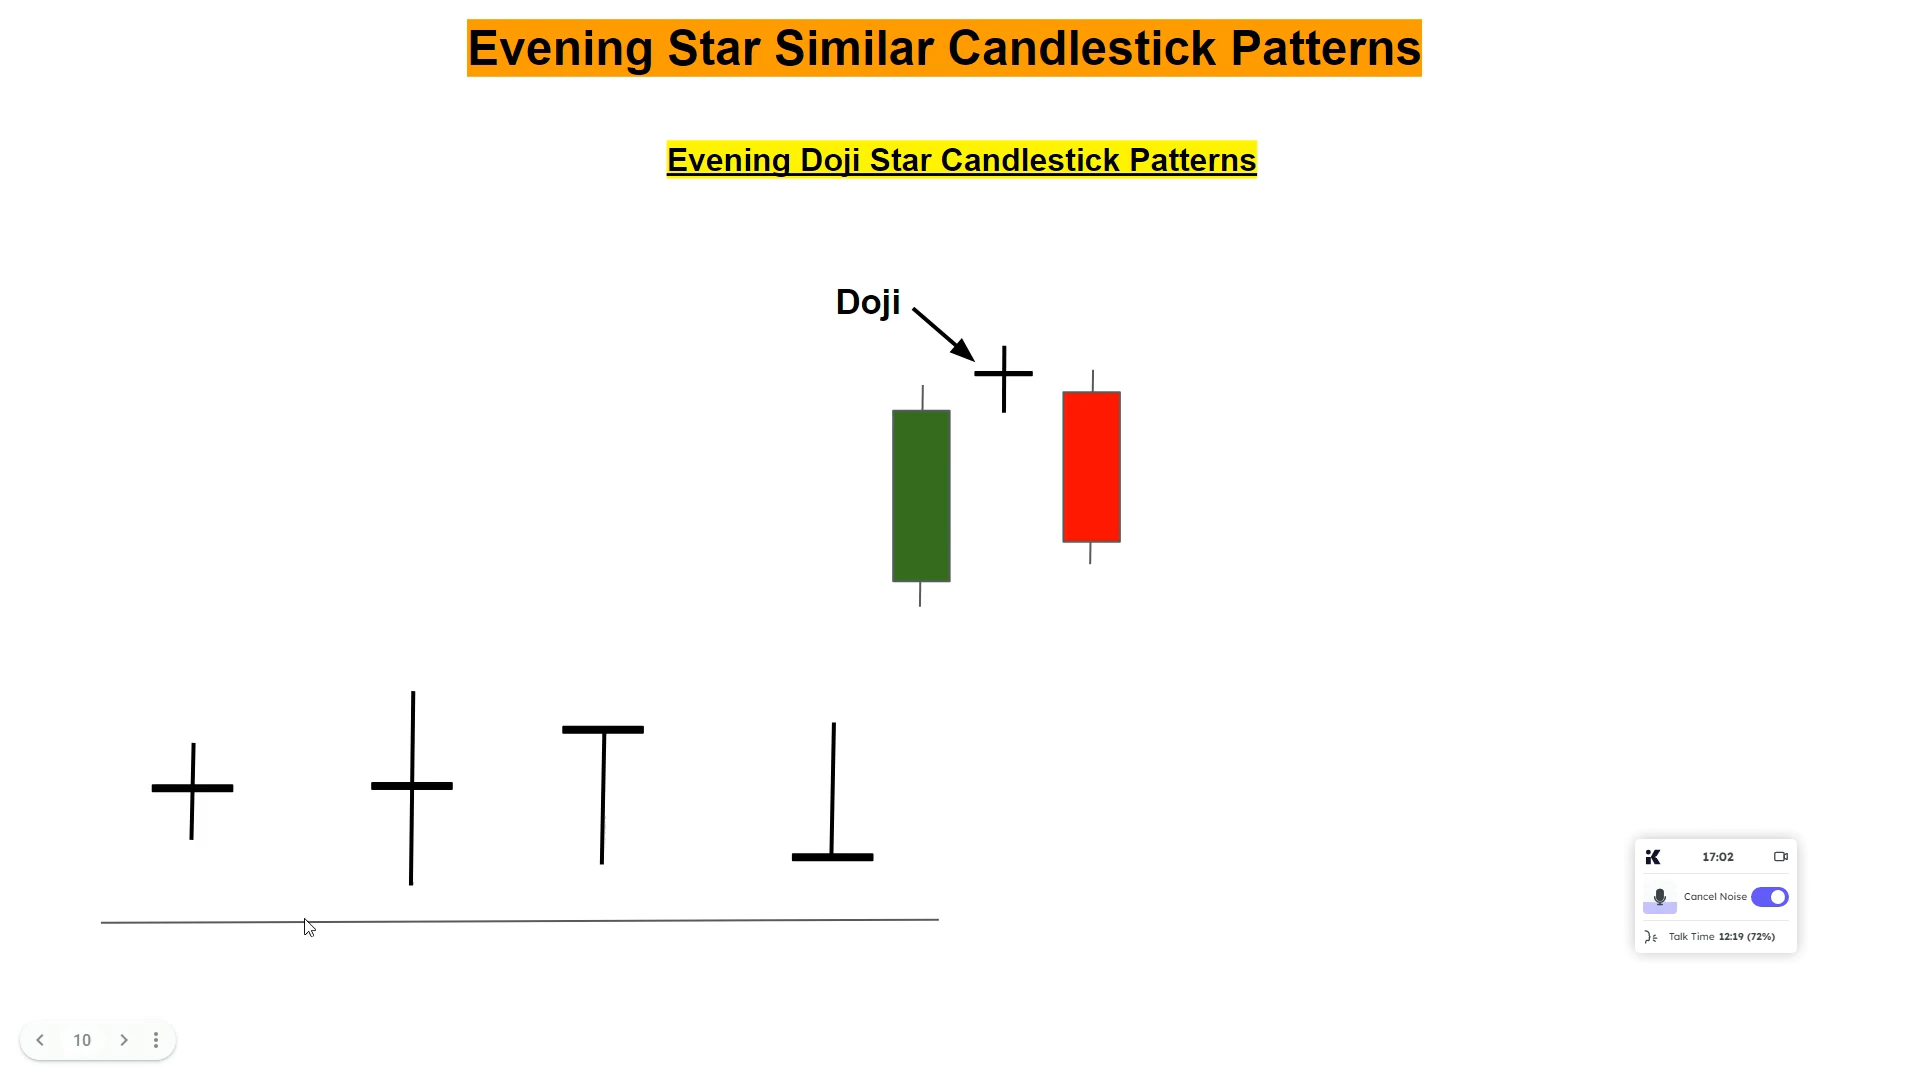 Evening Star Similar Candlestick Patterns
Evening Doji Star Candlestick Patterns
Doji
17:02
Cancel Noise
Talk Time 12:19 (72%)
10